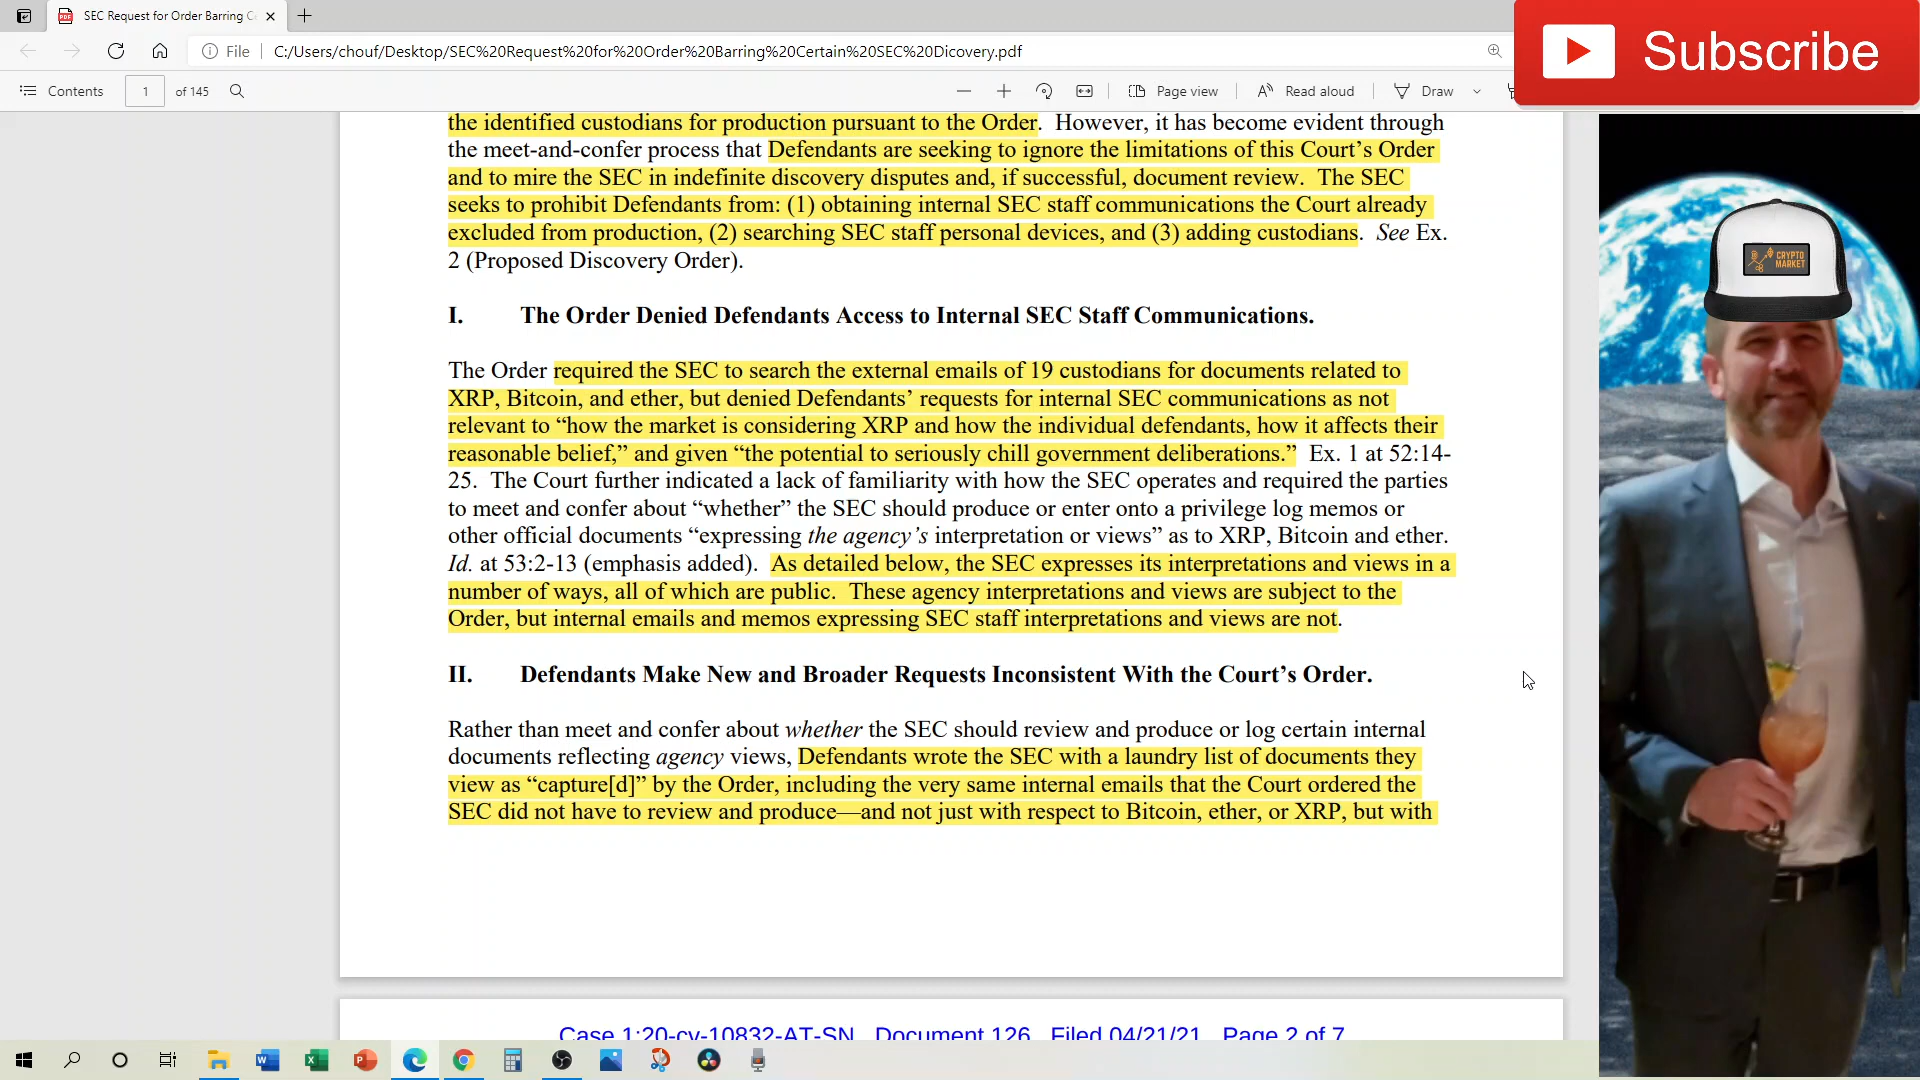 SEC Request for Order Barring Ce
File
C:/Users/chouf/Desktop/SEC%20Request%20for%20Order%20Barring%20Certain%20SEC%20Dicovery.pdf
Subscribe
Contents
1
of 145
Page view
Read aloud
Draw
the identified custodians for production pursuant to the Order. However, it has become evident through
the meet-and-confer process that Defendants are seeking to ignore the limitations of this Court’s Order
and to mire the SEC in indefinite discovery disputes and, if successful, document review. The SEC
seeks to prohibit Defendants from: (1) obtaining internal SEC staff communications the Court already
excluded from production, (2) searching SEC staff personal devices, and (3) adding custodians. See Ex.
2 (Proposed Discovery Order).
I. The Order Denied Defendants Access to Internal SEC Staff Communications.
The Order required the SEC to search the external emails of 19 custodians for documents related to
XRP, Bitcoin, and ether, but denied Defendants’ requests for internal SEC communications as not
relevant to “how the market is considering XRP and how the individual defendants, how it affects their
reasonable belief,” and given “the potential to seriously chill government deliberations.” Ex. 1 at 52:14-
25. The Court further indicated a lack of familiarity with how the SEC operates and required the parties
to meet and confer about “whether” the SEC should produce or enter onto a privilege log memos or
other official documents “expressing the agency’s interpretation or views” as to XRP, Bitcoin and ether.
Id. at 53:2-13 (emphasis added). As detailed below, the SEC expresses its interpretations and views in a
number of ways, all of which are public. These agency interpretations and views are subject to the
Order, but internal emails and memos expressing SEC staff interpretations and views are not.
II. Defendants Make New and Broader Requests Inconsistent With the Court’s Order.
Rather than meet and confer about whether the SEC should review and produce or log certain internal
documents reflecting agency views, Defendants wrote the SEC with a laundry list of documents they
view as “capture[d]” by the Order, including the very same internal emails that the Court ordered the
SEC did not have to review and produce—and not just with respect to Bitcoin, ether, or XRP, but with
Case 1:20-cv-10832-AT-SN Document 126 Filed 04/21/21 Page 2 of 7
CRYPTO
MARKET